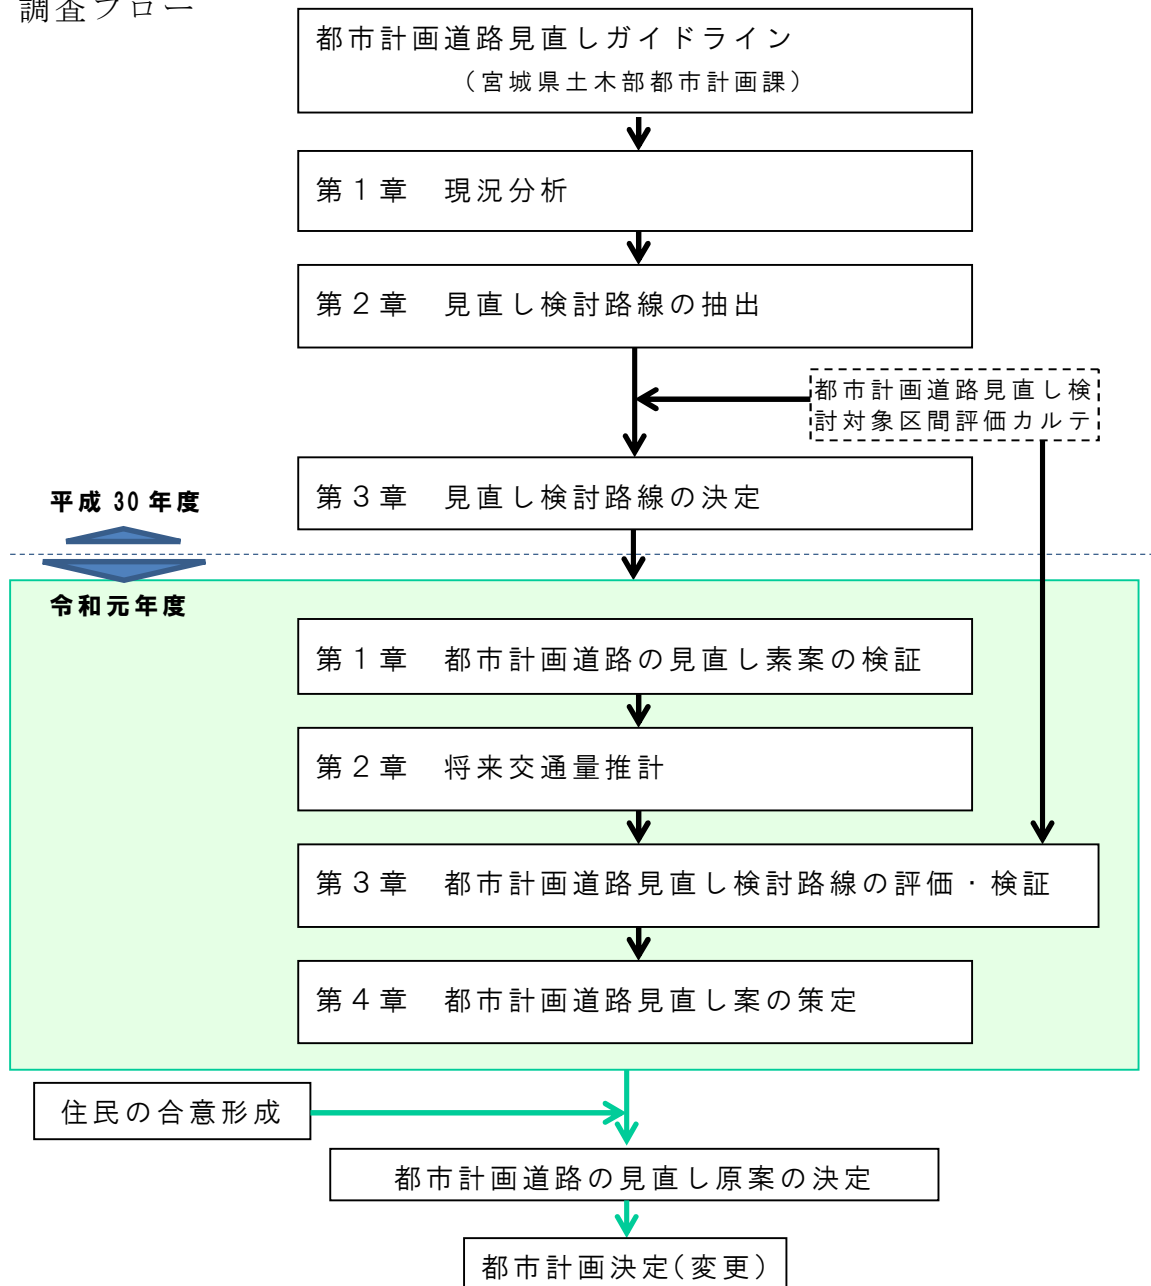 調査フロー
都市計画道路見直しガイドライン
（宮城県土木部都市計画課）
第１章　現況分析
第２章　見直し検討路線の抽出
都市計画道路見直し検
討対象区間評価カルテ
第３章　見直し検討路線の決定
平成 30 年度
令和元年度
第１章　都市計画道路の見直し素案の検証
第２章　将来交通量推計
第３章　都市計画道路見直し検討路線の評価・検証
第４章　都市計画道路見直し案の策定
住民の合意形成
都市計画道路の見直し原案の決定
都市計画決定(変更)